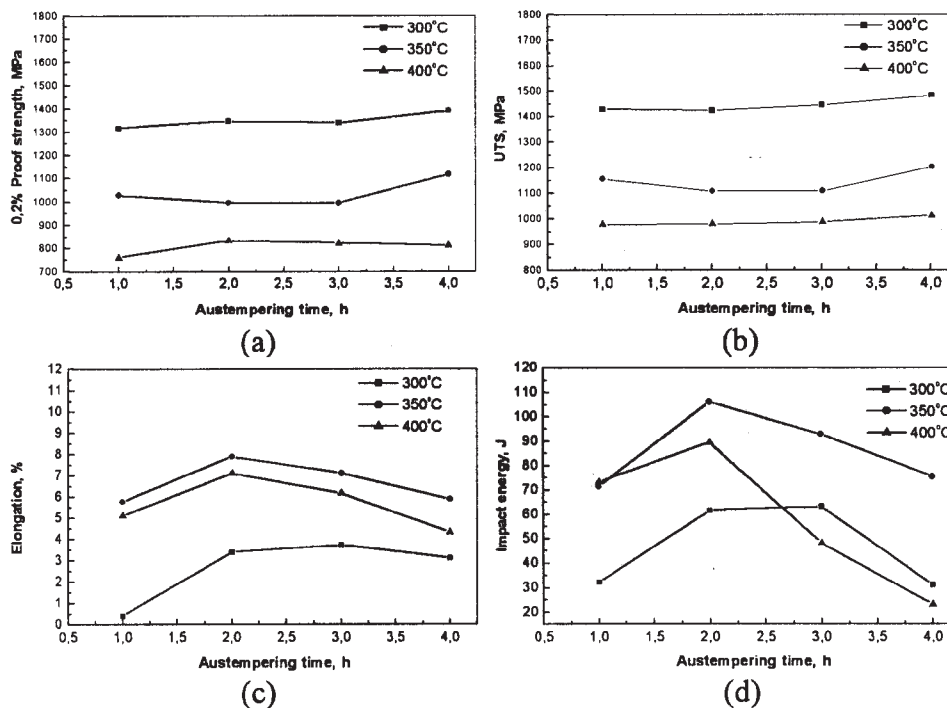 1800
1700
1600
1500
1400
1300
1200
1100
1000
900
800
700
0,2% Proof strength, MPa
300°C
350°C
400°C
0,5 1,0 1,5 2,0 2,5 3,0 3,5 4,0
Austempering time, h
(a)
1800
1700
1600
1500
1400
1300
1200
1100
1000
900
800
UTS, MPa
300°C
350°C
400°C
0,5 1,0 1,5 2,0 2,5 3,0 3,5 4,0
Austempering time, h
(b)
12
11
10
9
8
7
6
5
4
3
2
1
0
Elongation, %
300°C
350°C
400°C
0,5 1,0 1,5 2,0 2,5 3,0 3,5 4,0
Austempering time, h
(c)
120
110
100
90
80
70
60
50
40
30
20
Impact energy, J
300°C
350°C
400°C
0,5 1,0 1,5 2,0 2,5 3,0 3,5 4,0
Austempering time, h
(d)